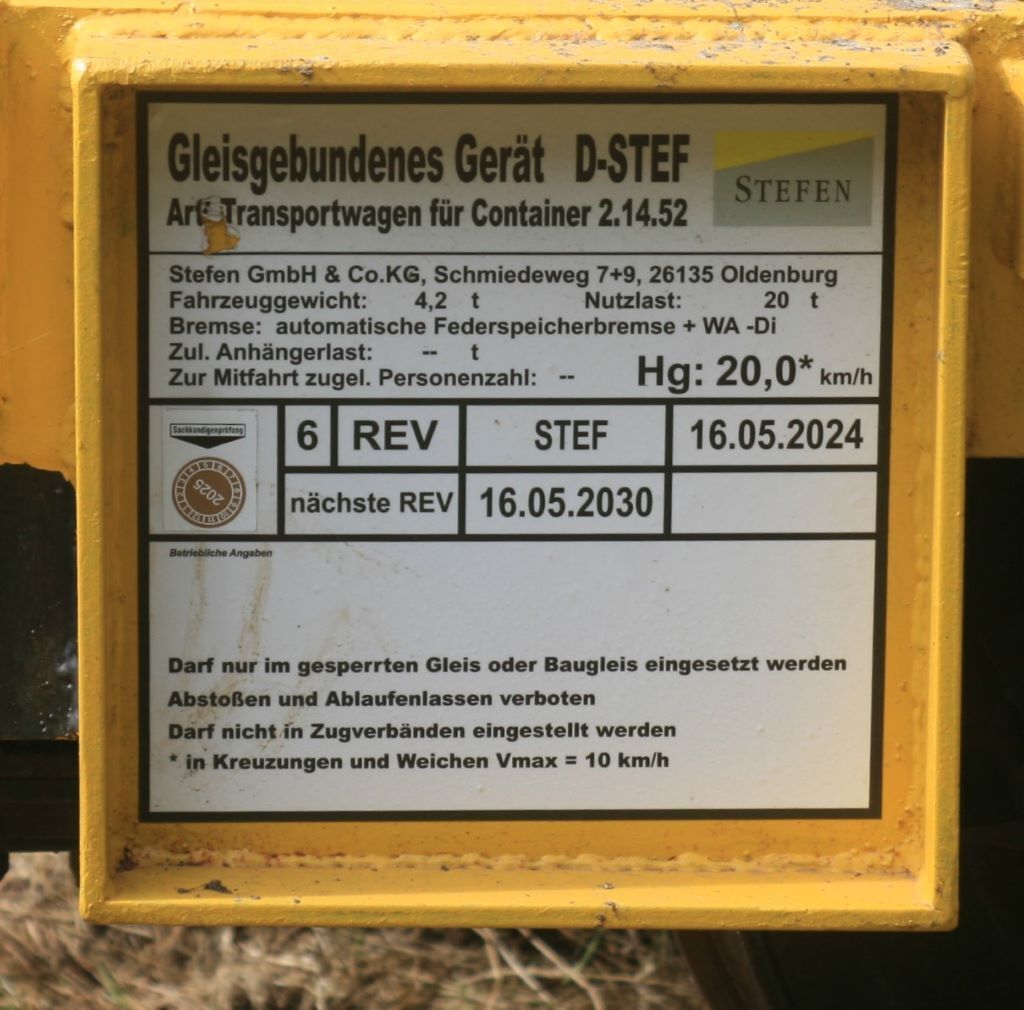 Gleisgebundenes Gerät D-STEF
STEFEN
Art: Transportwagen für Container 2.14.52
Stefen GmbH & Co.KG, Schmiedeweg 7+9, 26135 Oldenburg
Fahrzeuggewicht: 4,2 t Nutzlast: 20 t
Bremse: automatische Federspeicherbremse + WA -Di
Zul. Anhängerlast: -- t
Zur Mitfahrt zugel. Personenzahl: -- Hg: 20,0* km/h
Sachkundigenprüfung
2025
6 REV STEF 16.05.2024
nächste REV 16.05.2030
Betriebliche Angaben
Darf nur im gesperrten Gleis oder Baugleis eingesetzt werden
Abstoßen und Ablaufenlassen verboten
Darf nicht in Zugverbänden eingestellt werden
* in Kreuzungen und Weichen Vmax = 10 km/h